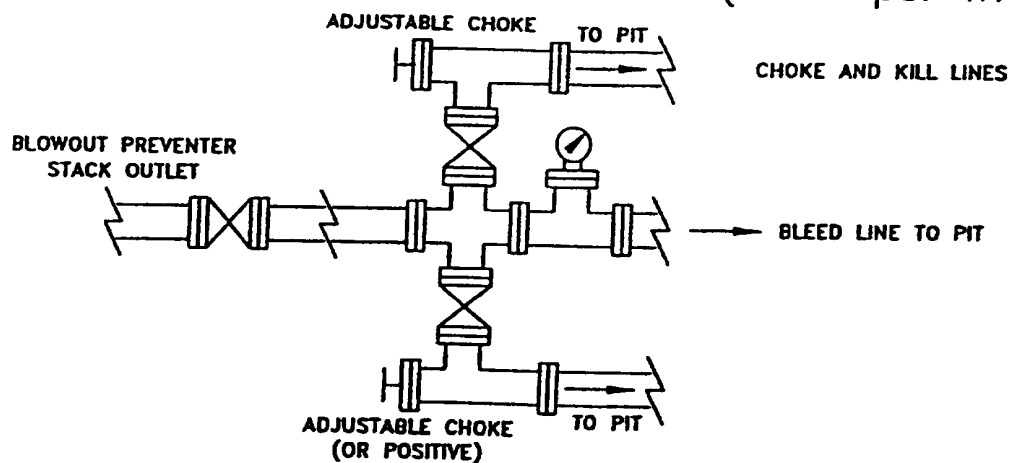 ADJUSTABLE CHOKE
TO PIT
CHOKE AND KILL LINES
BLOWOUT PREVENTER
STACK OUTLET
BLEED LINE TO PIT
TO PIT
ADJUSTABLE CHOKE
(OR POSITIVE)